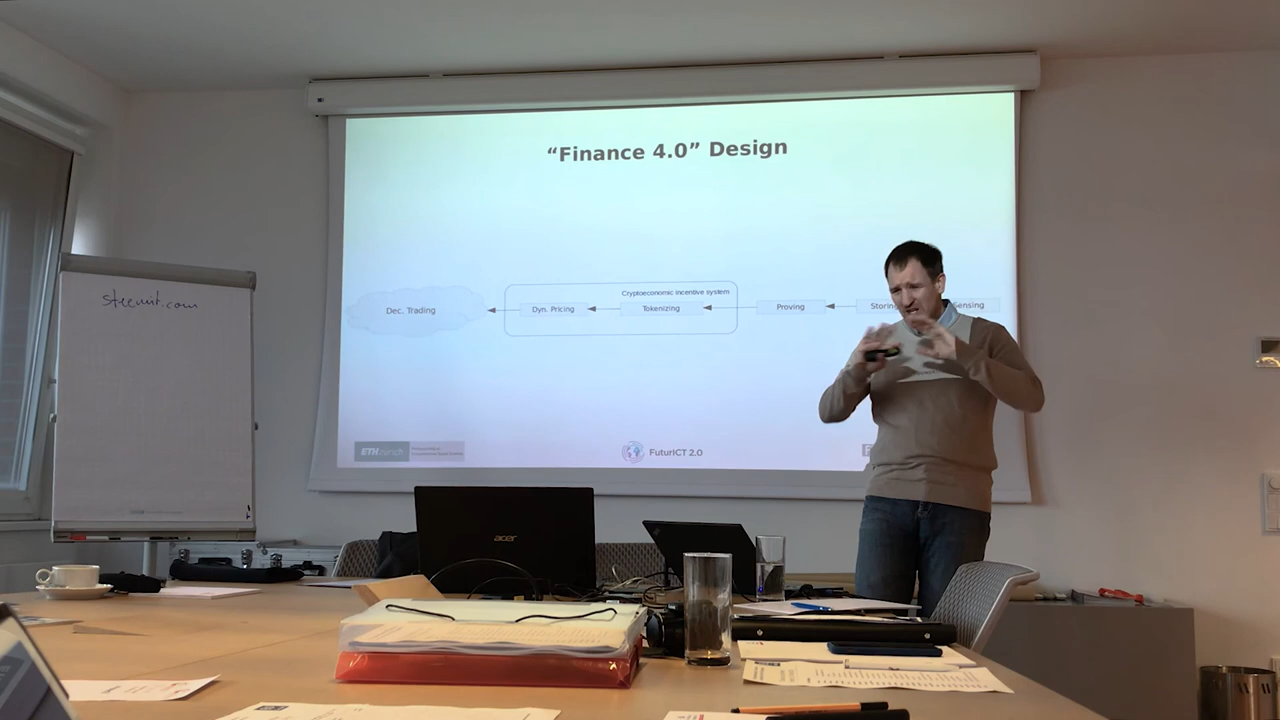 “Finance 4.0” Design
steemit.com
Cryptoeconomic incentive system
Dec. Trading
Dyn. Pricing
Tokenizing
Proving
Storing
Sensing
ETH zürich
FuturICT 2.0
acer